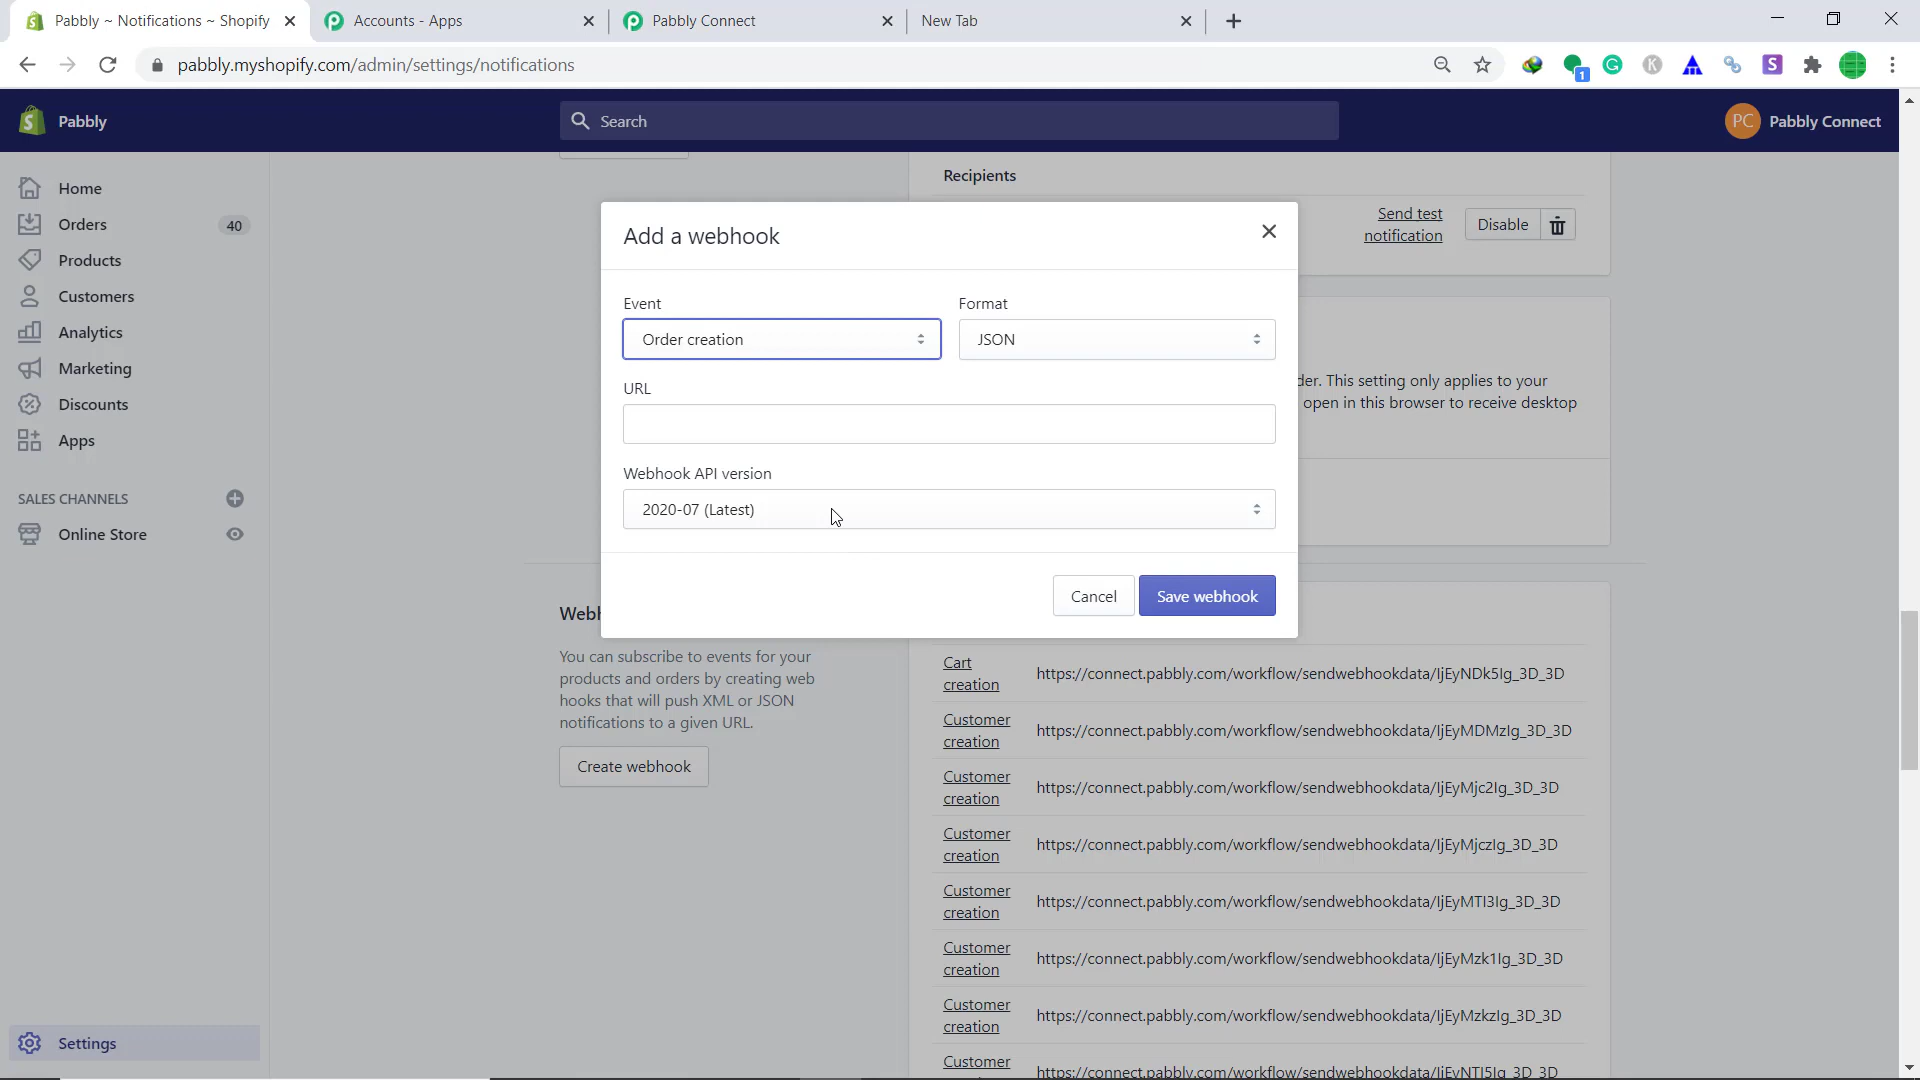 Pabbly ~ Notifications ~ Shopify
Accounts - Apps
Pabbly Connect
New Tab
pabbly.myshopify.com/admin/settings/notifications
1
K
S
Pabbly
Search
PC
Pabbly Connect
Home
Orders
40
Products
Customers
Analytics
Marketing
Discounts
Apps
SALES CHANNELS
Online Store
Settings
Recipients
Send test
notification
Disable
Add a webhook
Event
Format
Order creation
JSON
URL
Webhook API version
2020-07 (Latest)
Cancel
Save webhook
der. This setting only applies to your
open in this browser to receive desktop
Webh
You can subscribe to events for your
products and orders by creating web
hooks that will push XML or JSON
notifications to a given URL.
Create webhook
Cart
creation
https://connect.pabbly.com/workflow/sendwebhookdata/IjEyNDk5Ig_3D_3D
Customer
creation
https://connect.pabbly.com/workflow/sendwebhookdata/IjEyMDMzIg_3D_3D
Customer
creation
https://connect.pabbly.com/workflow/sendwebhookdata/IjEyMjc2Ig_3D_3D
Customer
creation
https://connect.pabbly.com/workflow/sendwebhookdata/IjEyMjczIg_3D_3D
Customer
creation
https://connect.pabbly.com/workflow/sendwebhookdata/IjEyMTI3Ig_3D_3D
Customer
creation
https://connect.pabbly.com/workflow/sendwebhookdata/IjEyMzk1Ig_3D_3D
Customer
creation
https://connect.pabbly.com/workflow/sendwebhookdata/IjEyMzkzIg_3D_3D
Customer
https://connect.pabbly.com/workflow/sendwebhookdata/IjEyNTI5Ig_3D_3D